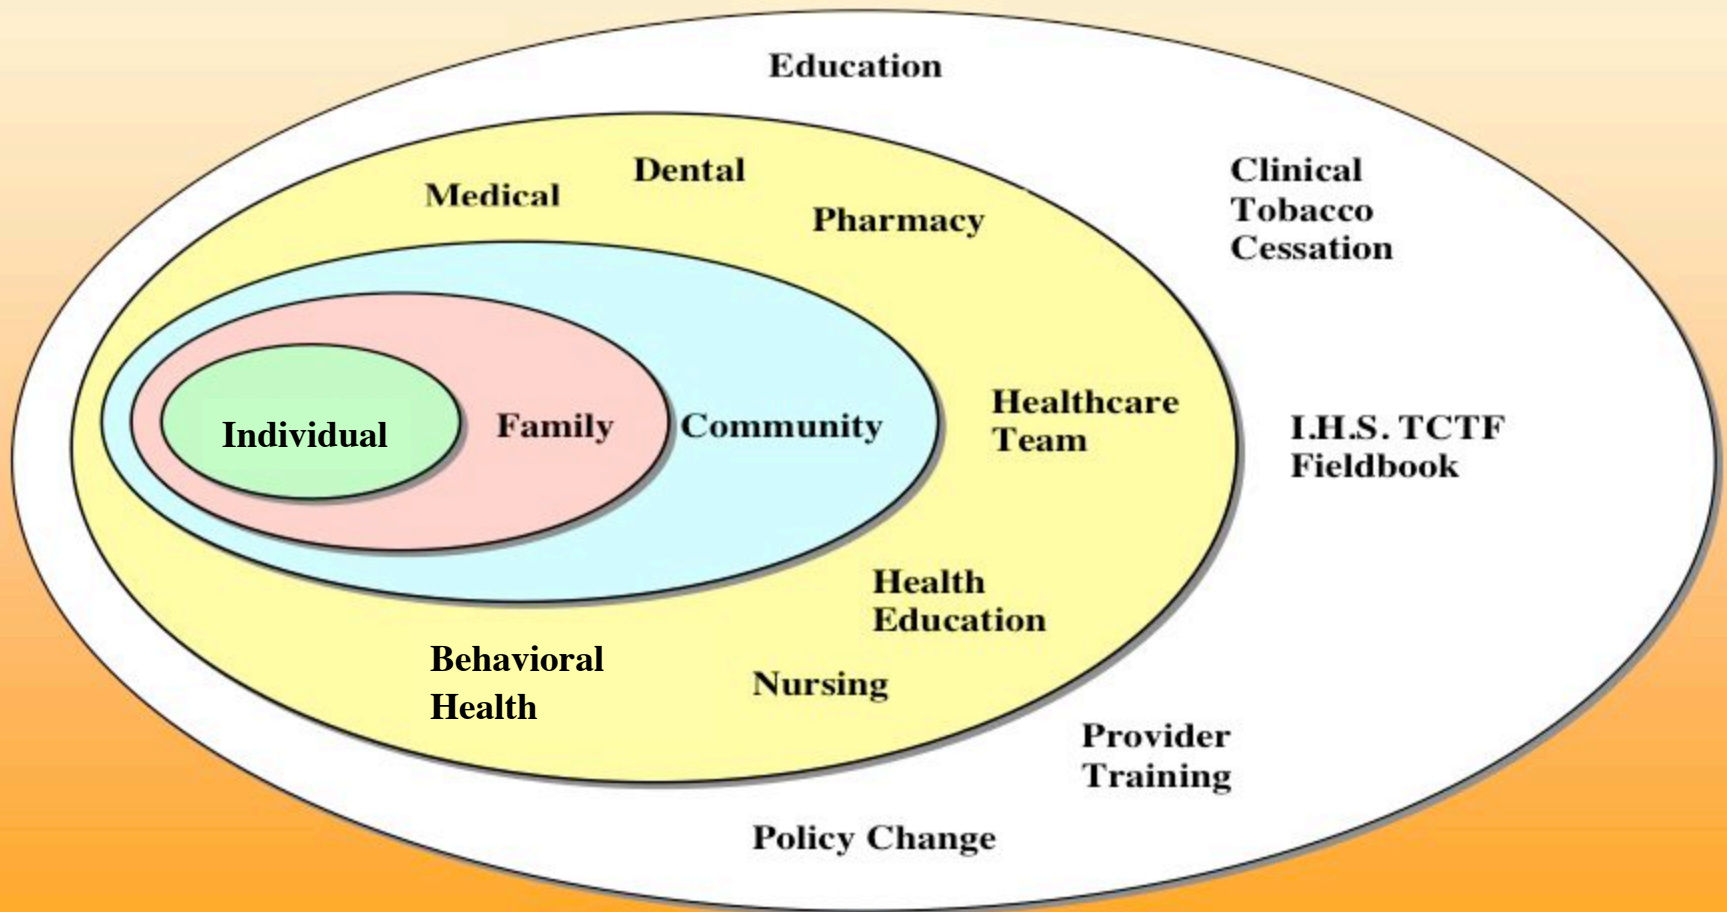 Education
Dental
Medical
Pharmacy
Clinical
Tobacco
Cessation
Individual
Family
Community
Healthcare
Team
I.H.S. TCTF
Fieldbook
Health
Education
Behavioral
Health
Nursing
Provider
Training
Policy Change